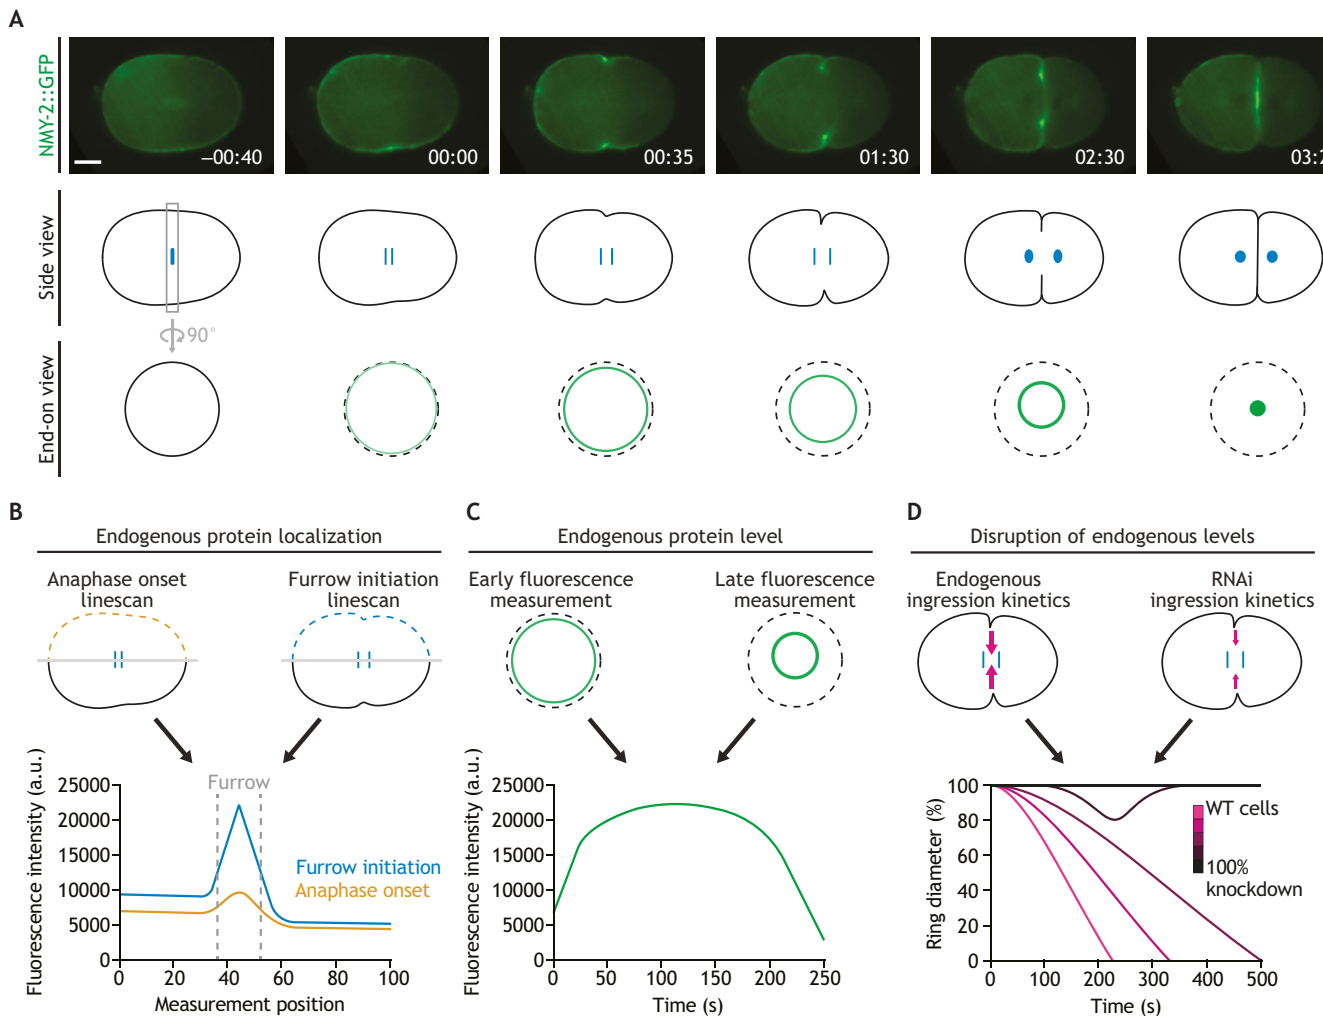 A
NMY-2::GFP
–00:40
00:00
00:35
01:30
02:30
03:2
Side view
90°
End-on view
B
Endogenous protein localization
Anaphase onset
linescan
Furrow initiation
linescan
Fluorescence intensity (a.u.)
25000
20000
15000
10000
5000
0
Furrow
Furrow initiation
Anaphase onset
0
20
40
60
80
100
Measurement position
C
Endogenous protein level
Early fluorescence
measurement
Late fluorescence
measurement
Fluorescence intensity (a.u.)
25000
20000
15000
10000
5000
0
0
50
100
150
200
250
Time (s)
D
Disruption of endogenous levels
Endogenous
ingression kinetics
RNAi
ingression kinetics
Ring diameter (%)
100
80
60
40
20
0
WT cells
100%
knockdown
0
100
200
300
400
500
Time (s)